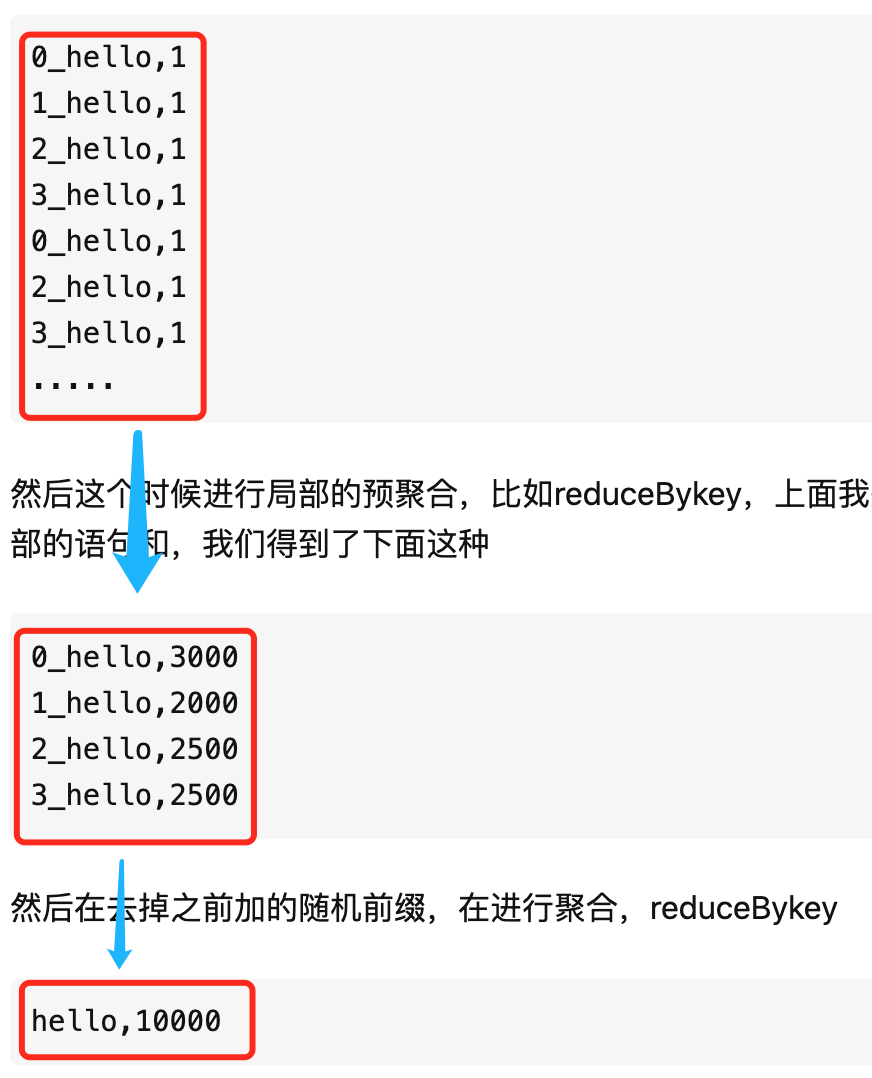 0_hello,1
1_hello,1
2_hello,1
3_hello,1
0_hello,1
2_hello,1
3_hello,1
.....
然后这个时候进行局部的预聚合，比如reduceBykey，上面我
部的语句和，我们得到了下面这种
0_hello,3000
1_hello,2000
2_hello,2500
3_hello,2500
然后在去掉之前加的随机前缀，在进行聚合，reduceBykey
hello,10000